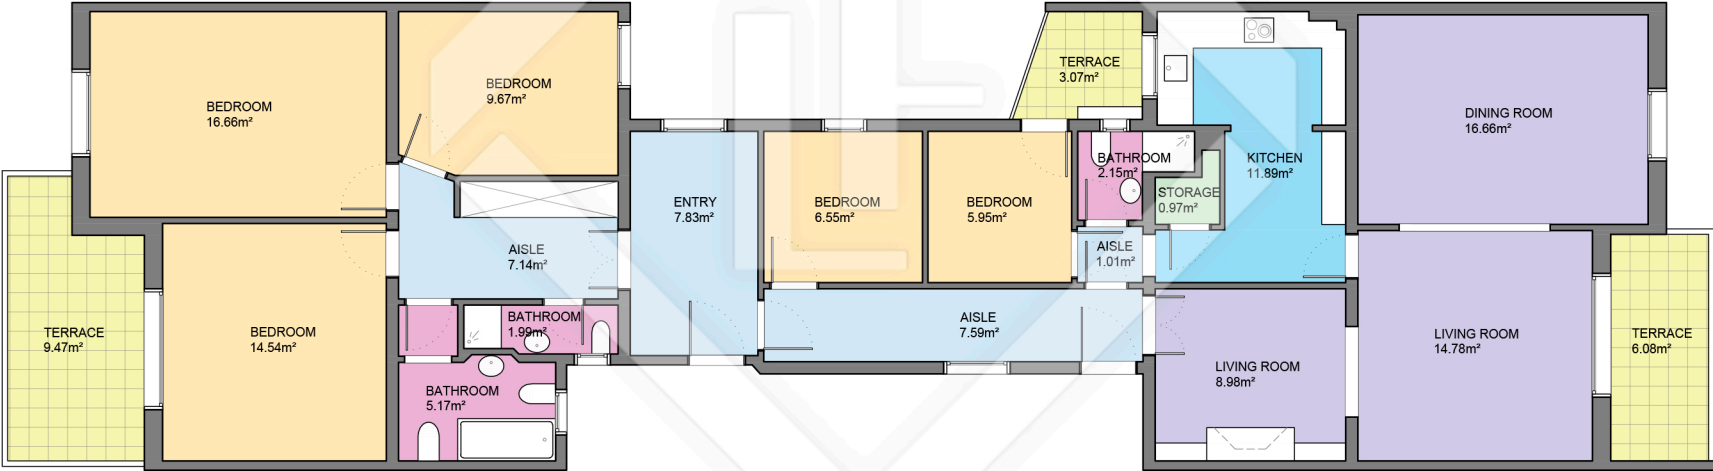 BEDROOM
16.66m²
BEDROOM
9.67m²
TERRACE
3.07m²
DINING ROOM
16.66m²
BATHROOM
2.15m²
KITCHEN
11.89m²
STORAGE
0.97m²
ENTRY
7.83m²
BEDROOM
6.55m²
BEDROOM
5.95m²
AISLE
7.14m²
AISLE
1.01m²
TERRACE
9.47m²
BEDROOM
14.54m²
BATHROOM
1.99m²
AISLE
7.59m²
LIVING ROOM
14.78m²
TERRACE
6.08m²
LIVING ROOM
8.98m²
BATHROOM
5.17m²